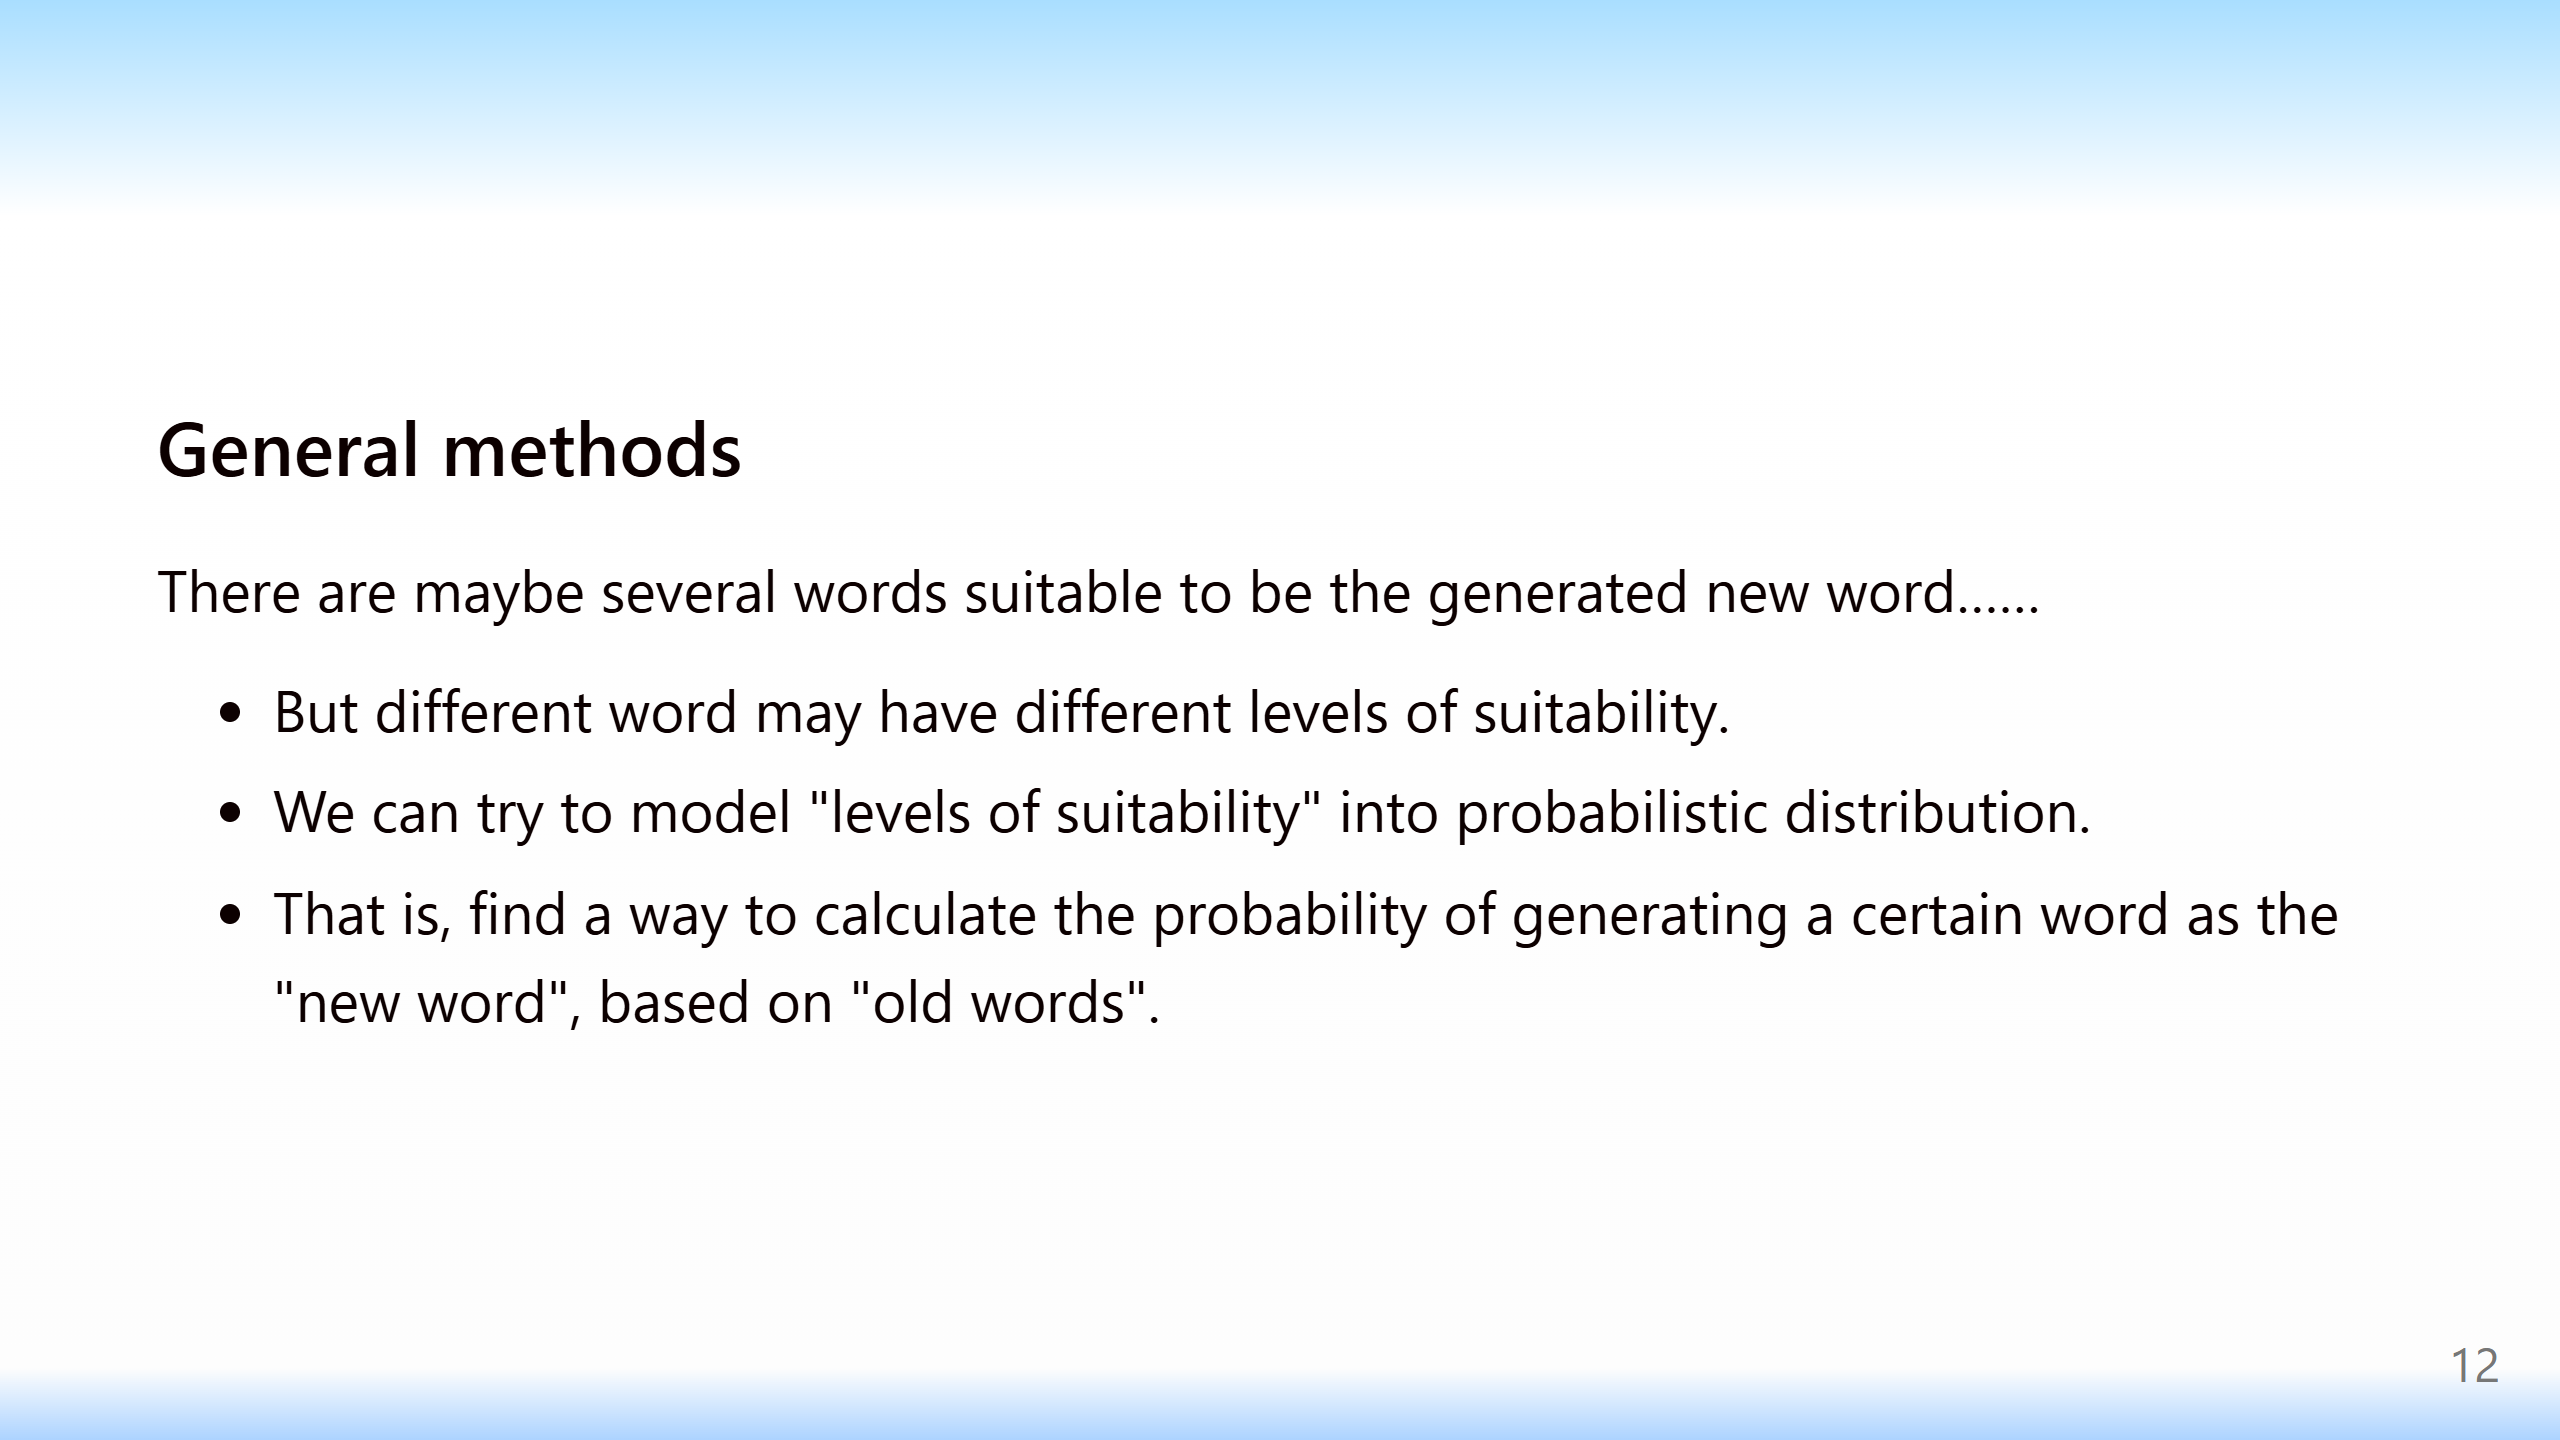 General methods
There are maybe several words suitable to be the generated new word......
• But different word may have different levels of suitability.
• We can try to model "levels of suitability" into probabilistic distribution.
• That is, find a way to calculate the probability of generating a certain word as the
"new word", based on "old words".
12